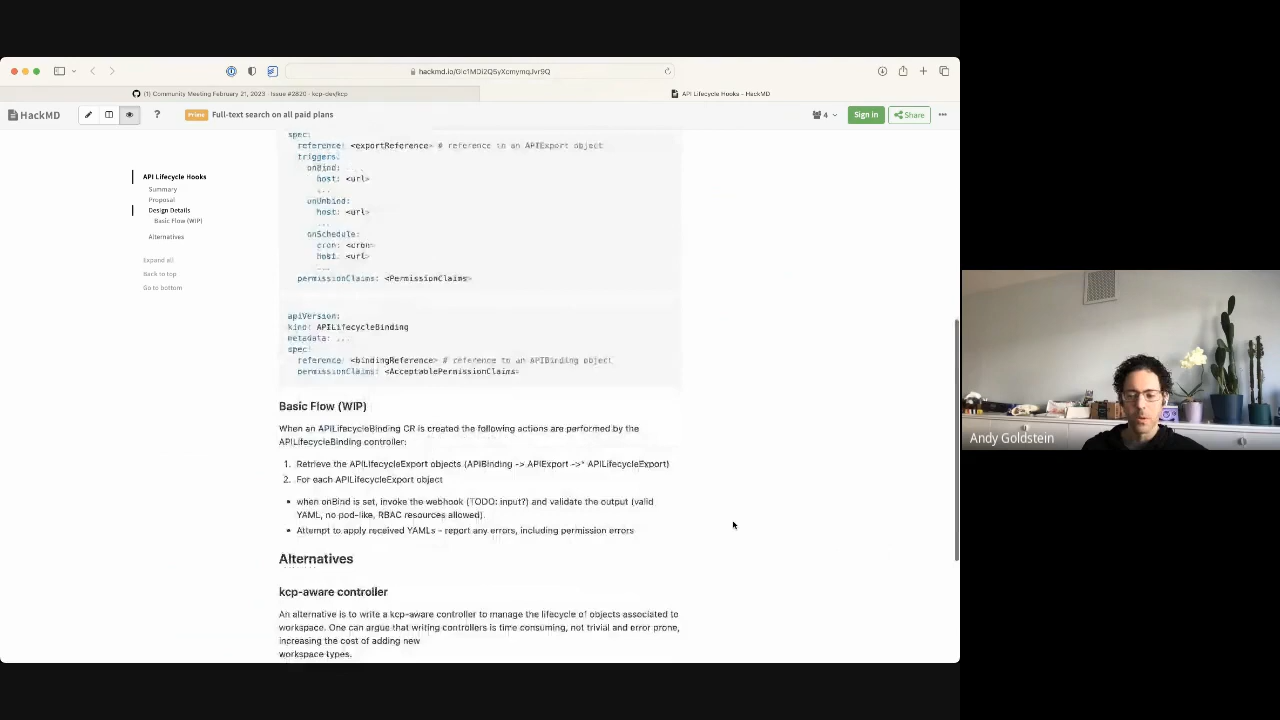 hackmd.io/
(1) Community Meeting February 21, 2023 · Issue #2820 · kcp-dev/kcp
API Lifecycle Hooks - HackMD
HackMD
?
Prime
Full-text search on all paid plans
4
Sign in
Share
API Lifecycle Hooks
Summary
Proposal
Design Details
Basic Flow (WIP)
Alternatives
Expand all
Back to top
Go to bottom
spec:
reference: <exportReference> # reference to an APIExport object
triggers:
onBind:
host: <url>
...
onUnbind:
host: <url>
...
onSchedule:
cron: <cron>
host: <url>
...
permissionClaims: <PermissionClaims>
apiVersion:
kind: APILifecycleBinding
metadata: ...
spec:
reference: <bindingReference> # reference to an APIBinding object
permissionClaims: <AcceptablePermissionClaims>
Basic Flow (WIP)
When an APILifecycleBinding CR is created the following actions are performed by the
APILifecycleBinding controller:
1. Retrieve the APILifecycleExport objects (APIBinding -> APIExport ->* APILifecycleExport)
2. For each APILifecycleExport object
• when onBind is set, invoke the webhook (TODO: input?) and validate the output (valid
YAML, no pod-like, RBAC resources allowed).
• Attempt to apply received YAMLs - report any errors, including permission errors
Alternatives
kcp-aware controller
An alternative is to write a kcp-aware controller to manage the lifecycle of objects associated to
workspace. One can argue that writing controllers is time consuming, not trivial and error prone,
increasing the cost of adding new
workspace types.
Andy Goldstein